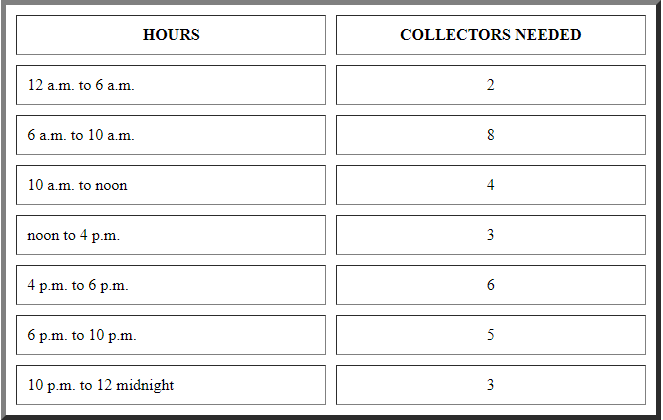 HOURS COLLECTORS NEEDED
12 a.m. to 6 a.m. 2
6 a.m. to 10 a.m. 8
10 a.m. to noon 4
noon to 4 p.m. 3
4 p.m. to 6 p.m. 6
6 p.m. to 10 p.m. 5
10 p.m. to 12 midnight 3